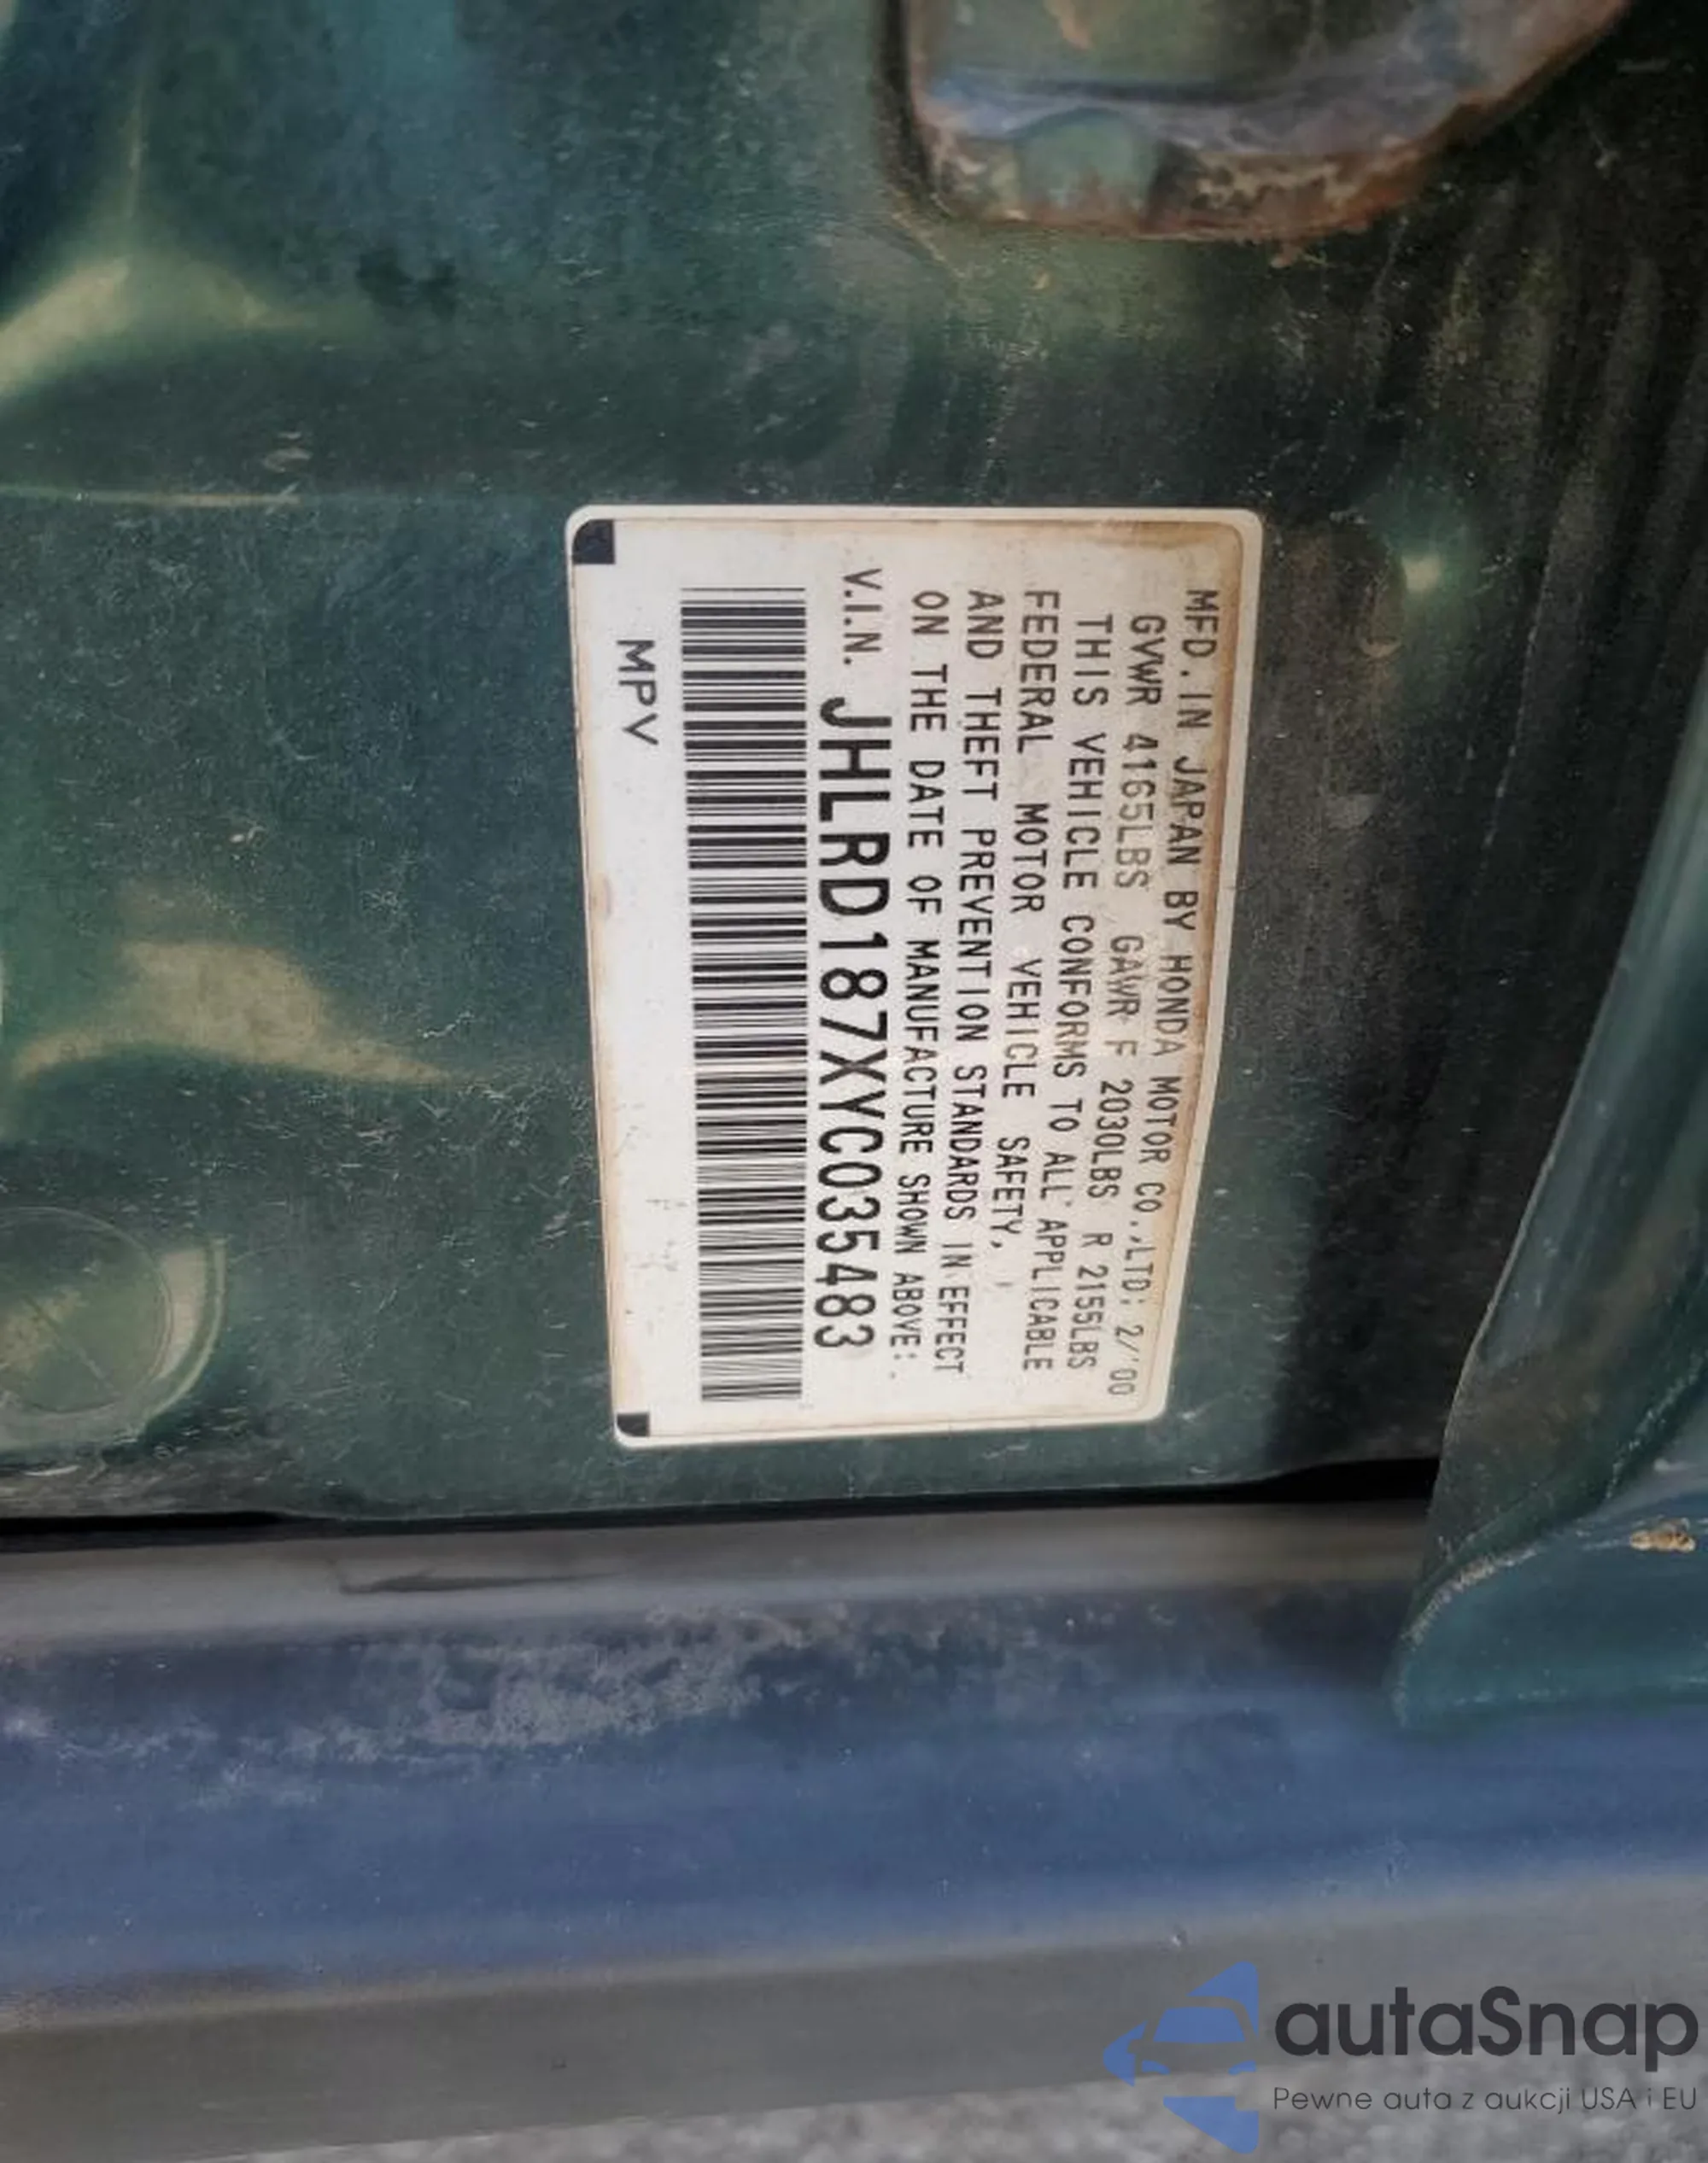 MFD. IN JAPAN BY HONDA MOTOR CO.,LTD; 2/'00
GVWR 4165LBS GAWR F 2030LBS R 2155LBS
THIS VEHICLE CONFORMS TO ALL APPLICABLE
FEDERAL MOTOR VEHICLE SAFETY,
AND THEFT PREVENTION STANDARDS IN EFFECT
ON THE DATE OF MANUFACTURE SHOWN ABOVE:
V.I.N. JHLRD187XYC035483
MPV
autaSnap
Pewne auta z aukcji USA i EU